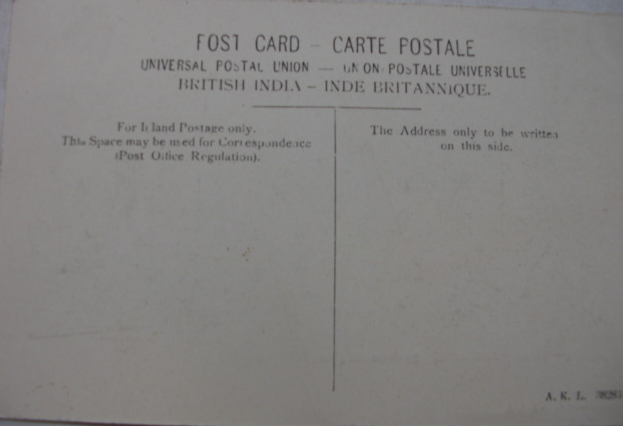 POST CARD – CARTE POSTALE
UNIVERSAL POSTAL UNION — UNION POSTALE UNIVERSELLE
BRITISH INDIA – INDE BRITANNIQUE.
For Inland Postage only.
This Space may be used for Correspondence
(Post Office Regulation).
The Address only to be written
on this side.
A. K. L.